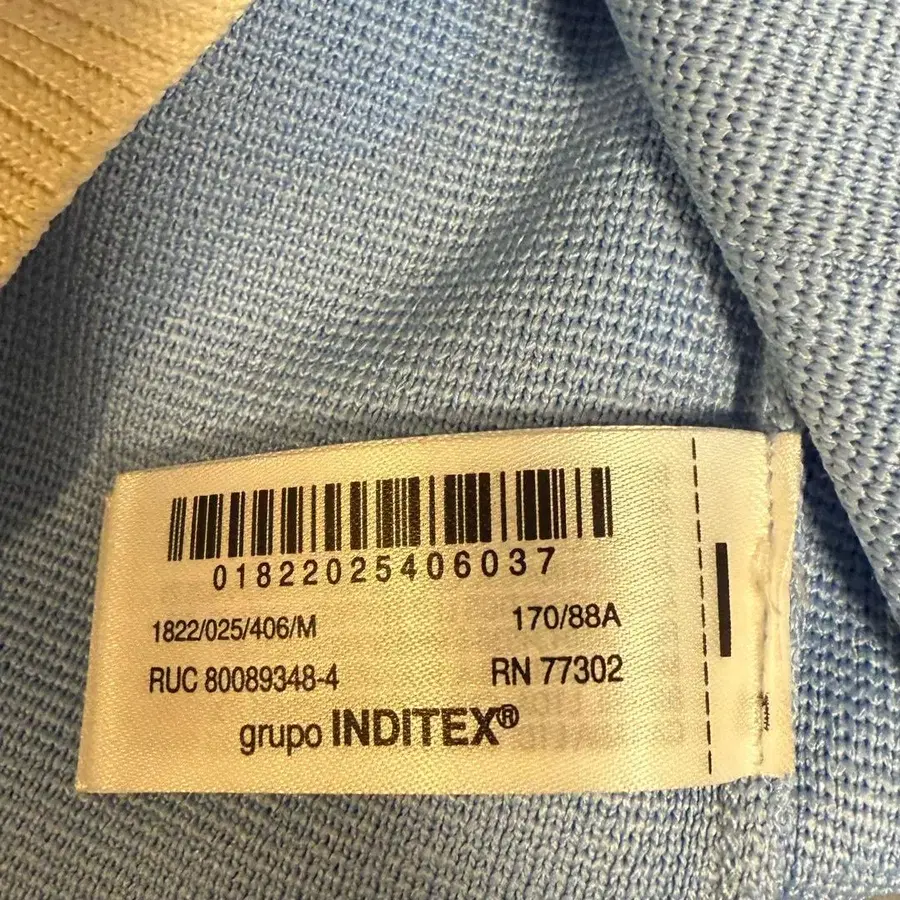 01822025406037
1822/025/406/M 170/88A
RUC 80089348-4 RN 77302
grupo INDITEX®